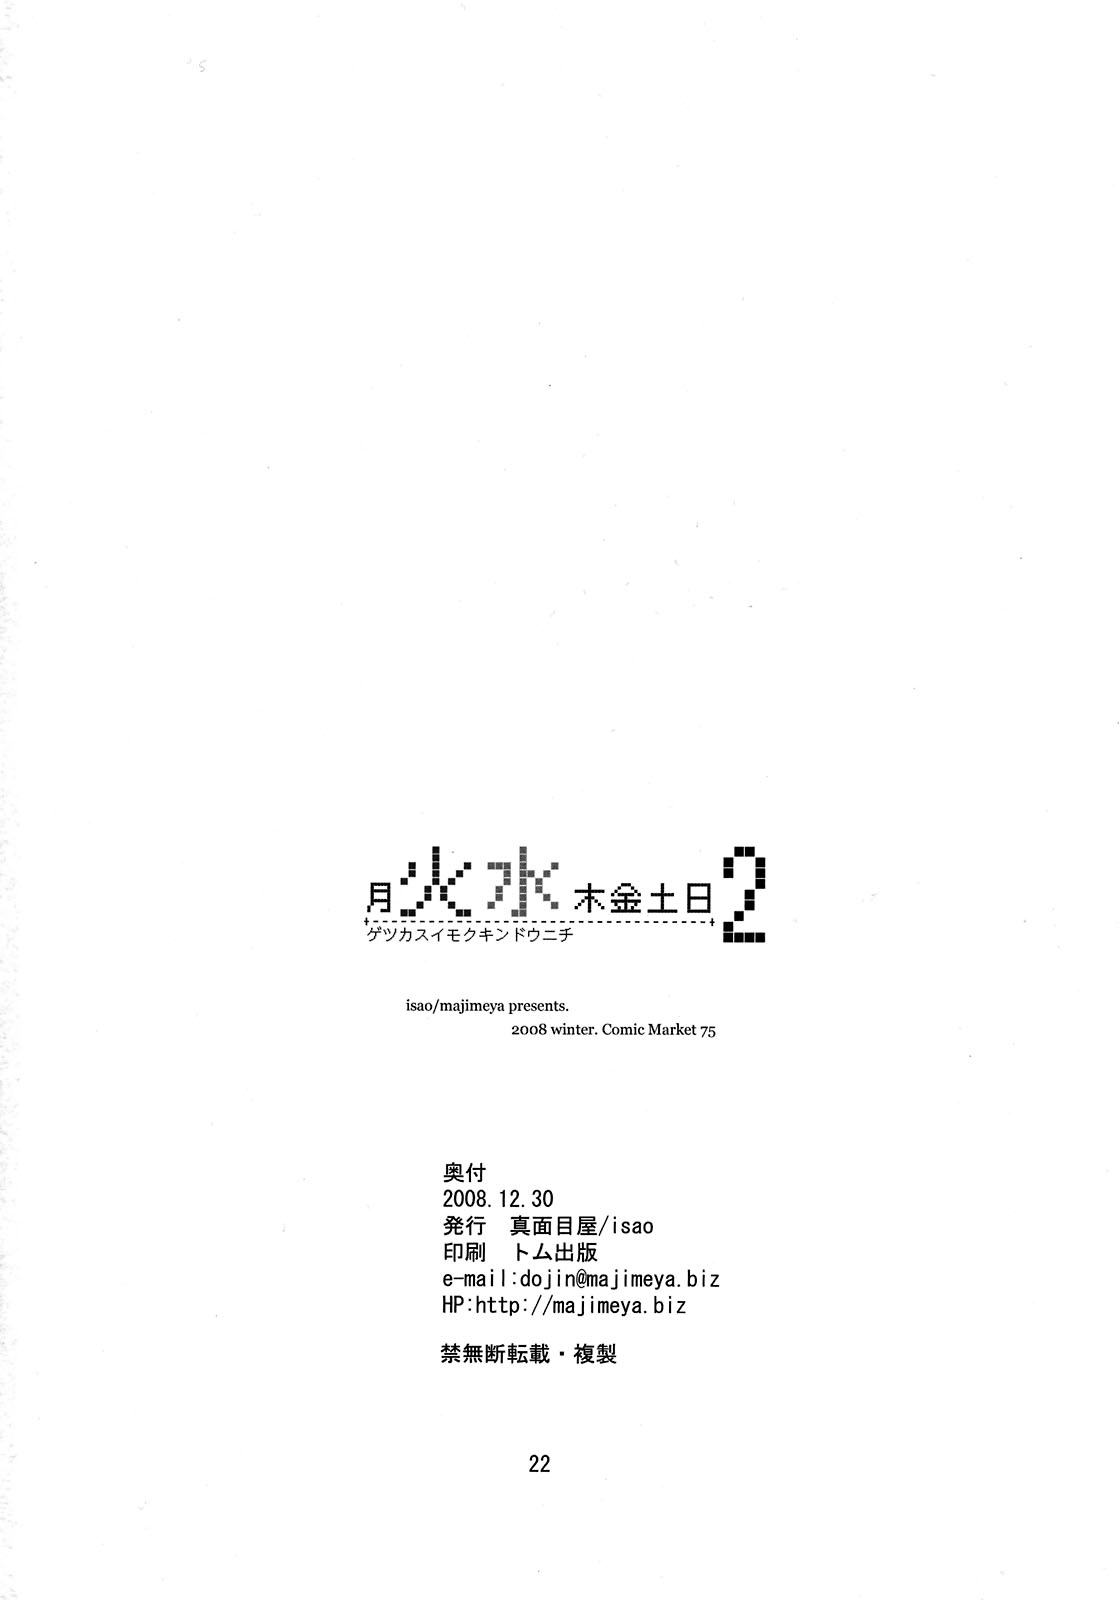 月火水木金土日2
ゲツカスイモクキンドウニチ
isao/majimeya presents.
2008 winter. Comic Market 75
奥付
2008.12.30
発行　真面目屋/isao
印刷　トム出版
e-mail:dojin@majimeya.biz
HP:http://majimeya.biz
禁無断転載・複製
22